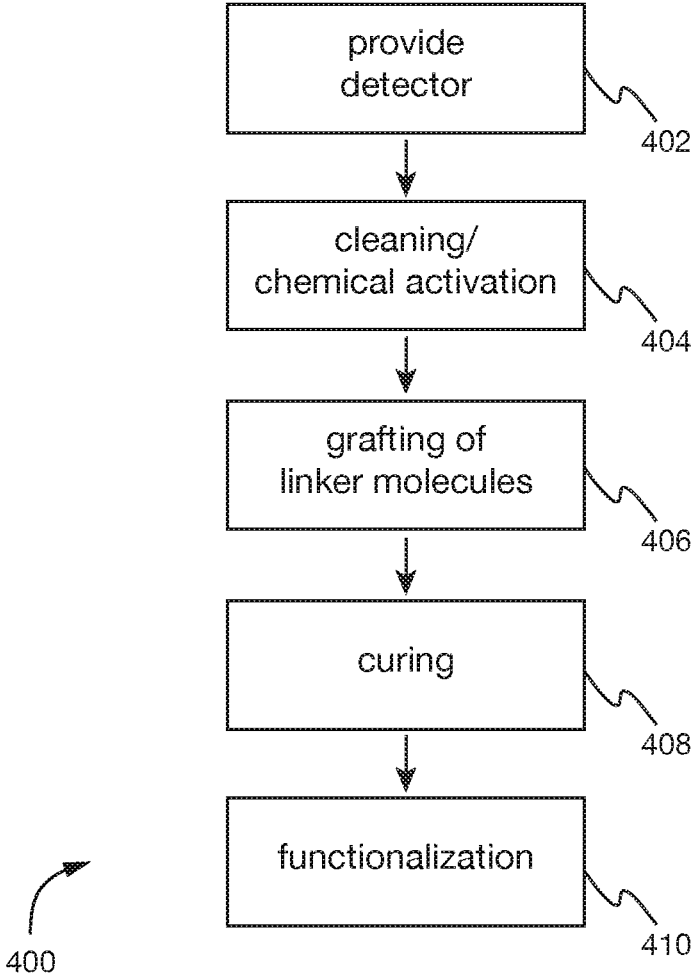 provide
detector
402
cleaning/
chemical activation
404
grafting of
linker molecules
406
curing
408
functionalization
410
400